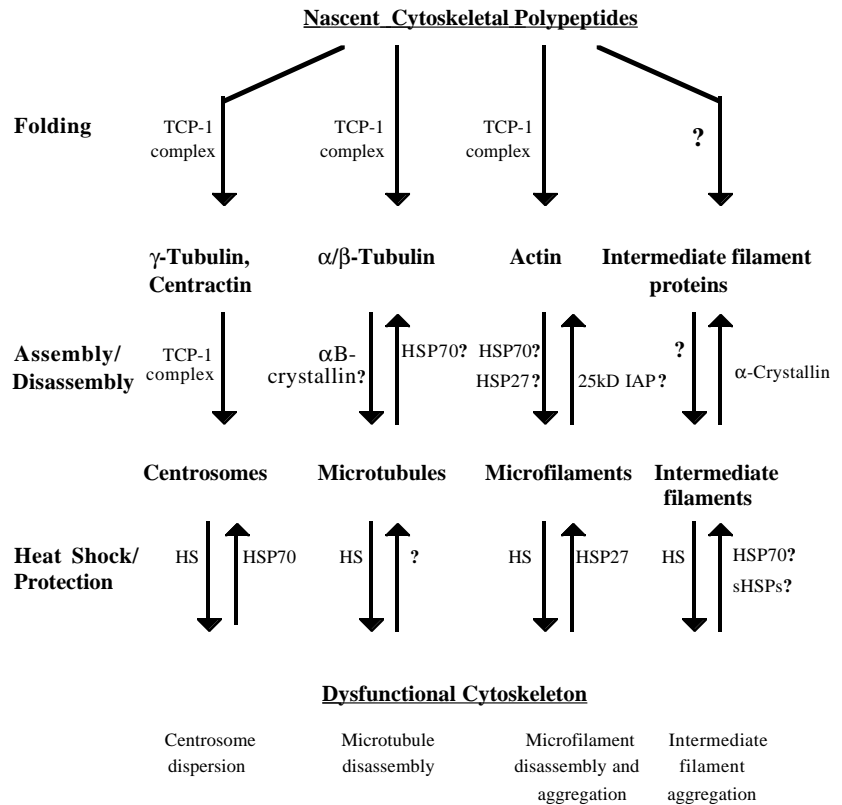 Nascent Cytoskeletal Polypeptides
Folding
TCP-1
complex
TCP-1
complex
TCP-1
complex
?
γ-Tubulin,
Centractin
α/β-Tubulin
Actin
Intermediate filament
proteins
Assembly/
Disassembly
TCP-1
complex
αB-
crystallin?
HSP70?
HSP70?
HSP27?
25kD IAP?
?
α-Crystallin
Centrosomes
Microtubules
Microfilaments
Intermediate
filaments
Heat Shock/
Protection
HS
HSP70
HS
?
HS
HSP27
HS
HSP70?
sHSPs?
Dysfunctional Cytoskeleton
Centrosome
dispersion
Microtubule
disassembly
Microfilament
disassembly and
aggregation
Intermediate
filament
aggregation